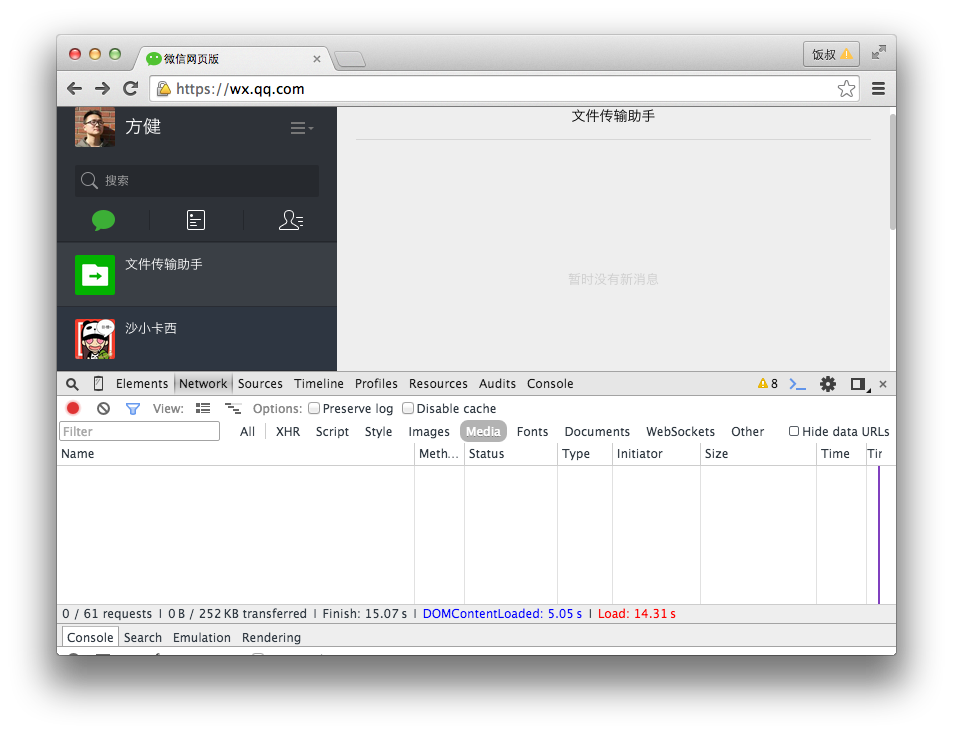 微信网页版
饭叔
https://wx.qq.com
方健
搜索
文件传输助手
沙小卡西
文件传输助手
暂时没有新消息
Elements Network Sources Timeline Profiles Resources Audits Console 8
View: Options: Preserve log Disable cache
Filter All XHR Script Style Images Media Fonts Documents WebSockets Other Hide data URLs
Name Meth... Status Type Initiator Size Time Tir
0 / 61 requests | 0 B / 252 KB transferred | Finish: 15.07 s | DOMContentLoaded: 5.05 s | Load: 14.31 s
Console Search Emulation Rendering